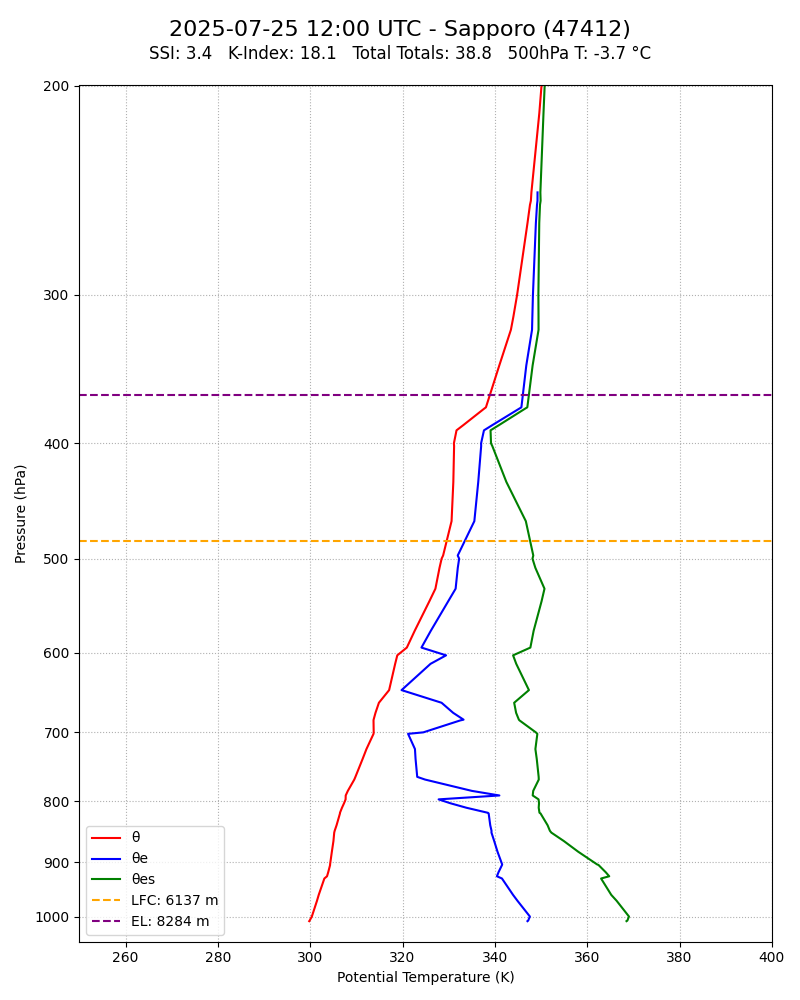 2025-07-25 12:00 UTC - Sapporo (47412)
SSI: 3.4   K-Index: 18.1   Total Totals: 38.8   500hPa T: -3.7 °C
200
300
400
500
600
700
800
900
1000
Pressure (hPa)
θ
θe
θes
LFC: 6137 m
EL: 8284 m
260
280
300
320
340
360
380
400
Potential Temperature (K)